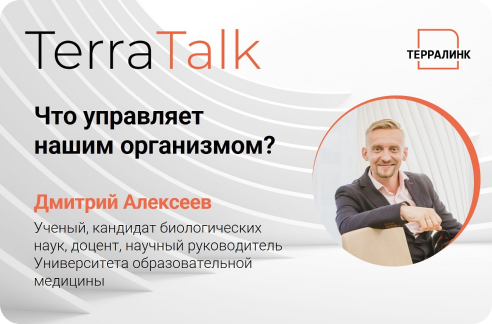 TerraTalk
ТЕРРАЛИНК
Что управляет
нашим организмом?
Дмитрий Алексеев
Ученый, кандидат биологических
наук, доцент, научный руководитель
Университета образовательной
медицины